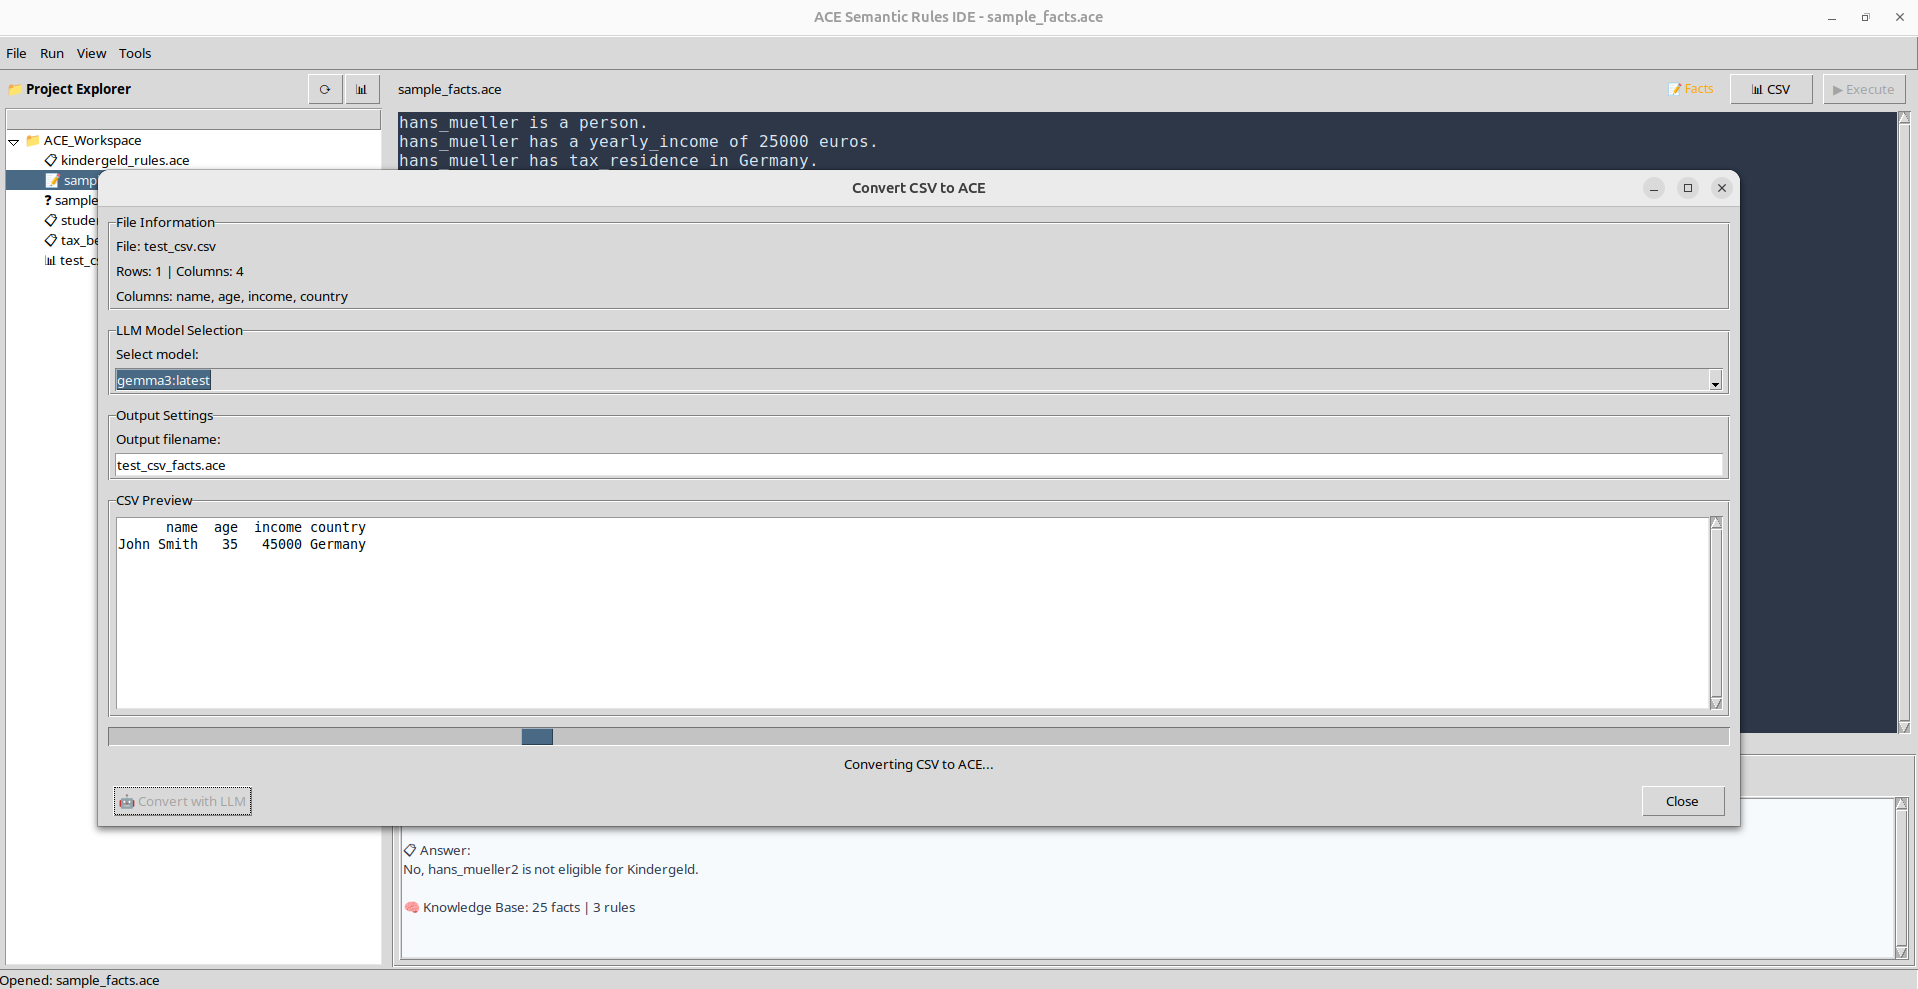 ACE Semantic Rules IDE - sample_facts.ace
File Run View Tools
Project Explorer
sample_facts.ace
Facts
CSV
Execute
ACE_Workspace
kindergeld_rules.ace
samp
sample
stude
tax_be
test_c
hans_mueller is a person.
hans_mueller has a yearly_income of 25000 euros.
hans_mueller has tax_residence in Germany.
Convert CSV to ACE
File Information
File: test_csv.csv
Rows: 1 | Columns: 4
Columns: name, age, income, country
LLM Model Selection
Select model:
gemma3:latest
Output Settings
Output filename:
test_csv_facts.ace
CSV Preview
name age income country
John Smith 35 45000 Germany
Converting CSV to ACE...
Convert with LLM
Close
Answer:
No, hans_mueller2 is not eligible for Kindergeld.
Knowledge Base: 25 facts | 3 rules
Opened: sample_facts.ace